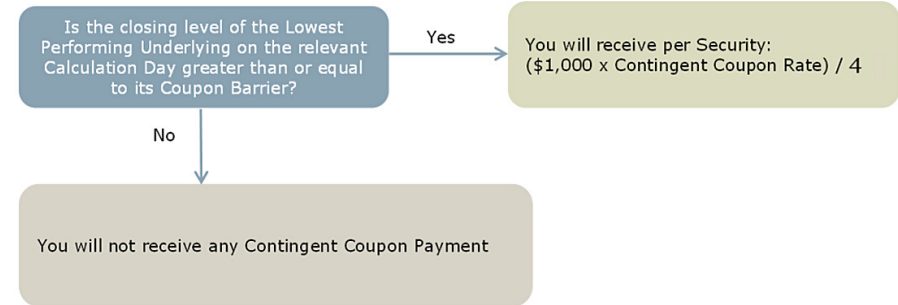 Is the closing level of the Lowest
Performing Underlying on the relevant
Calculation Day greater than or equal
to its Coupon Barrier?
Yes
You will receive per Security:
($1,000 x Contingent Coupon Rate) / 4
No
You will not receive any Contingent Coupon Payment